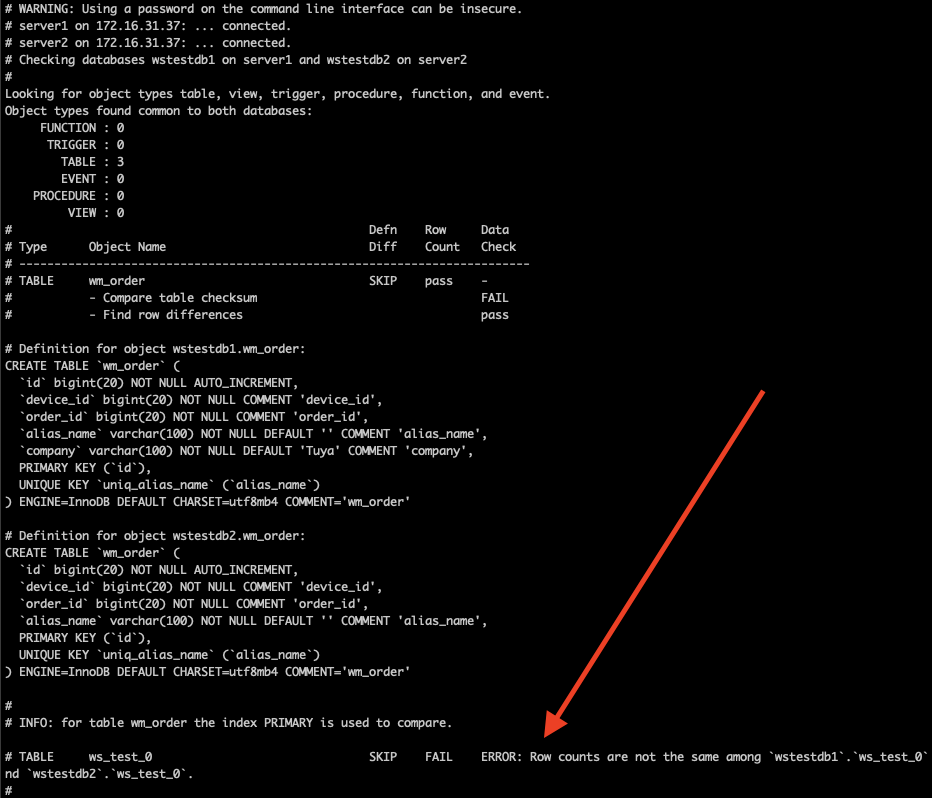 # WARNING: Using a password on the command line interface can be insecure.
# server1 on 172.16.31.37: ... connected.
# server2 on 172.16.31.37: ... connected.
# Checking databases wstestdb1 on server1 and wstestdb2 on server2
#
Looking for object types table, view, trigger, procedure, function, and event.
Object types found common to both databases:
     FUNCTION : 0
      TRIGGER : 0
        TABLE : 3
        EVENT : 0
    PROCEDURE : 0
         VIEW : 0
#                                                   Defn    Row     Data
# Type      Object Name                             Diff    Count   Check
# -------------------------------------------------------------------------
# TABLE     wm_order                                SKIP    pass    -
#           - Compare table checksum                                FAIL
#           - Find row differences                                  pass

# Definition for object wstestdb1.wm_order:
CREATE TABLE `wm_order` (
  `id` bigint(20) NOT NULL AUTO_INCREMENT,
  `device_id` bigint(20) NOT NULL COMMENT 'device_id',
  `order_id` bigint(20) NOT NULL COMMENT 'order_id',
  `alias_name` varchar(100) NOT NULL DEFAULT '' COMMENT 'alias_name',
  `company` varchar(100) NOT NULL DEFAULT 'Tuya' COMMENT 'company',
  PRIMARY KEY (`id`),
  UNIQUE KEY `uniq_alias_name` (`alias_name`)
) ENGINE=InnoDB DEFAULT CHARSET=utf8mb4 COMMENT='wm_order'

# Definition for object wstestdb2.wm_order:
CREATE TABLE `wm_order` (
  `id` bigint(20) NOT NULL AUTO_INCREMENT,
  `device_id` bigint(20) NOT NULL COMMENT 'device_id',
  `order_id` bigint(20) NOT NULL COMMENT 'order_id',
  `alias_name` varchar(100) NOT NULL DEFAULT '' COMMENT 'alias_name',
  PRIMARY KEY (`id`),
  UNIQUE KEY `uniq_alias_name` (`alias_name`)
) ENGINE=InnoDB DEFAULT CHARSET=utf8mb4 COMMENT='wm_order'

#
# INFO: for table wm_order the index PRIMARY is used to compare.

# TABLE     ws_test_0                               SKIP    FAIL    ERROR: Row counts are not the same among `wstestdb1`.`ws_test_0`
nd `wstestdb2`.`ws_test_0`.
#